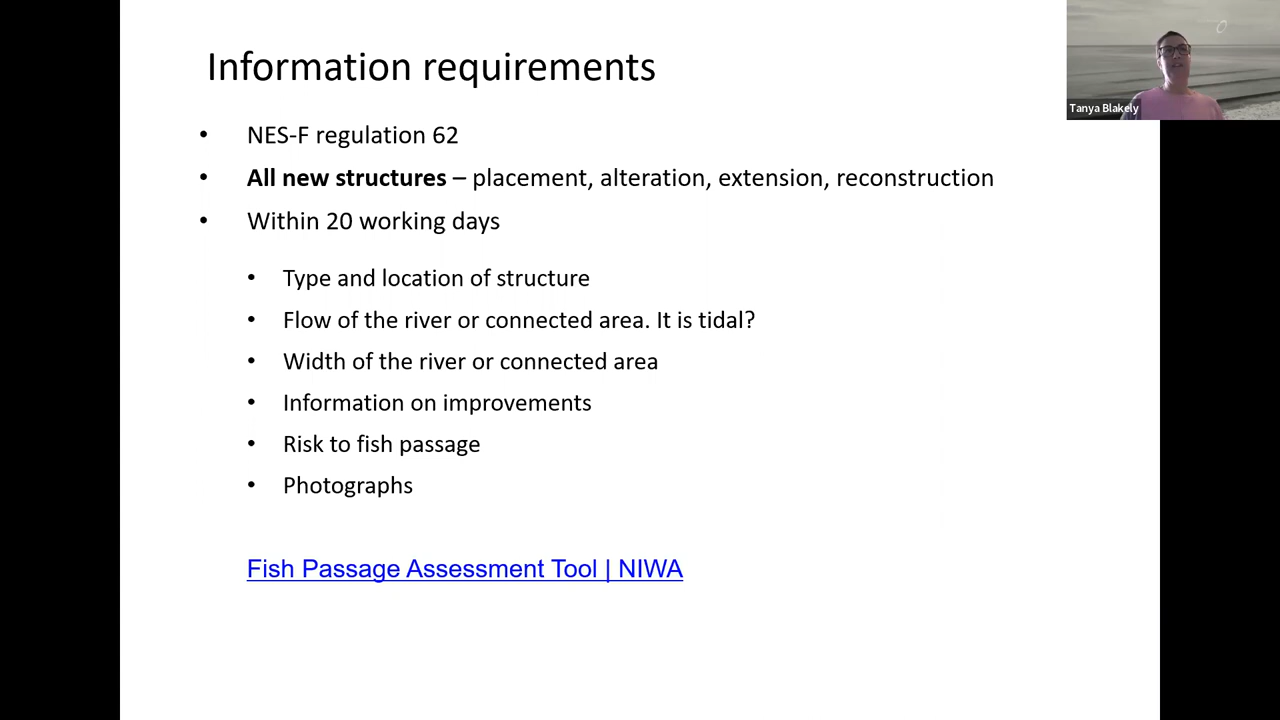 Information requirements
Tanya Blakely
• NES-F regulation 62
• All new structures – placement, alteration, extension, reconstruction
• Within 20 working days
• Type and location of structure
• Flow of the river or connected area. It is tidal?
• Width of the river or connected area
• Information on improvements
• Risk to fish passage
• Photographs
Fish Passage Assessment Tool | NIWA